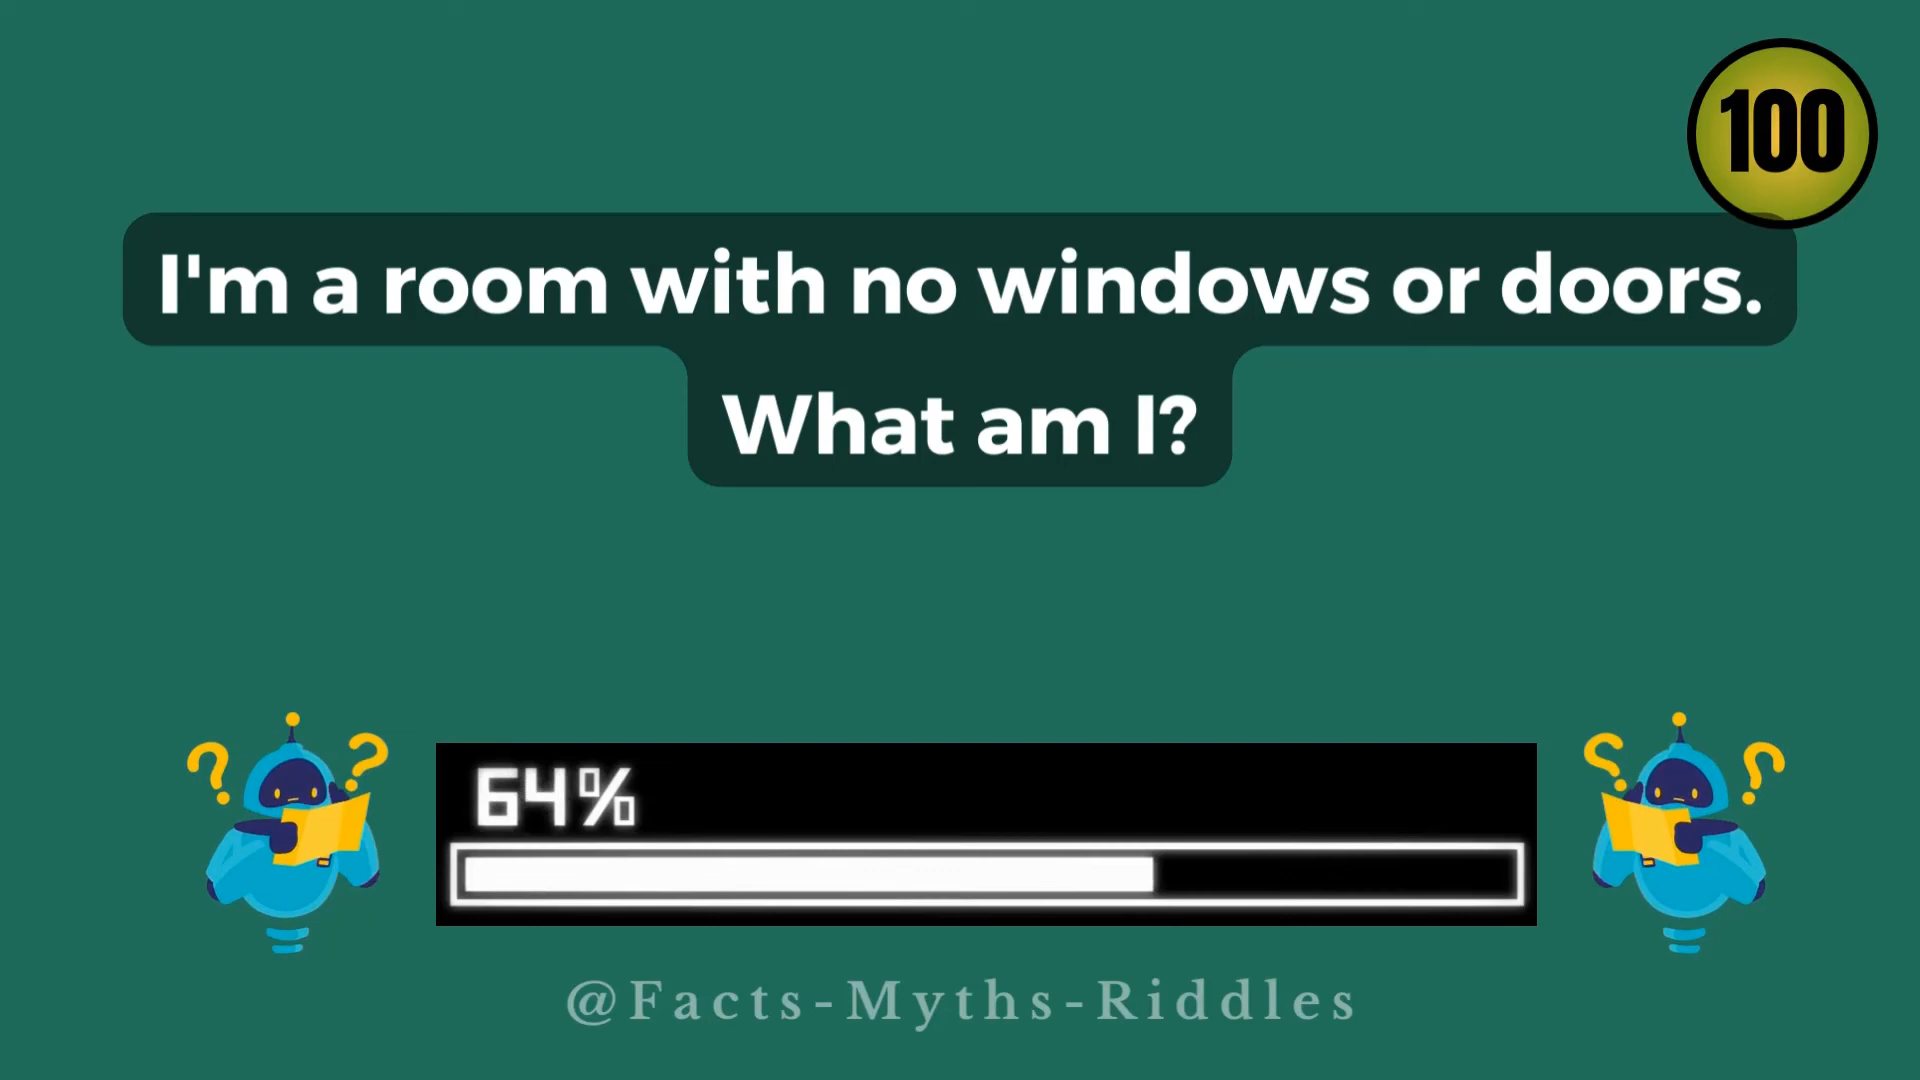 100
I'm a room with no windows or doors.
What am I?
64%
@Facts-Myths-Riddles